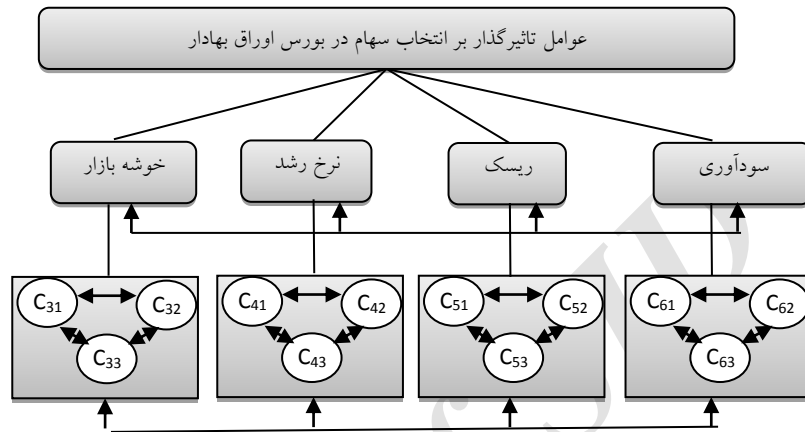 عوامل تاثیرگذار بر انتخاب سهام در بورس اوراق بهادار
سودآوری
ریسک
نرخ رشد
خوشه بازار
C31 C32 C41 C42 C51 C52 C61 C62
C33 C43 C53 C63